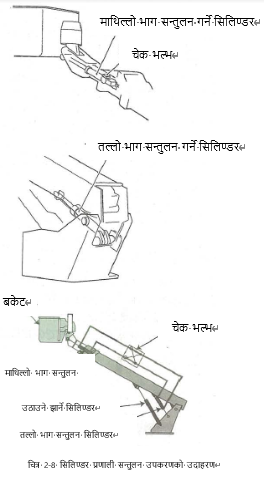 माथिल्लो भाग सन्तुलन गर्ने सिलिण्डर
चेक भल्भ
तल्लो भाग सन्तुलन गर्ने सिलिण्डर
बकेट
चेक भल्भ
माथिल्लो भाग सन्तुलन
उठाउने झार्ने सिलिण्डर
तल्लो भाग सन्तुलन सिलिण्डर
चित्र 2-8 सिलिण्डर प्रणाली सन्तुलन उपकरणको उदाहरण